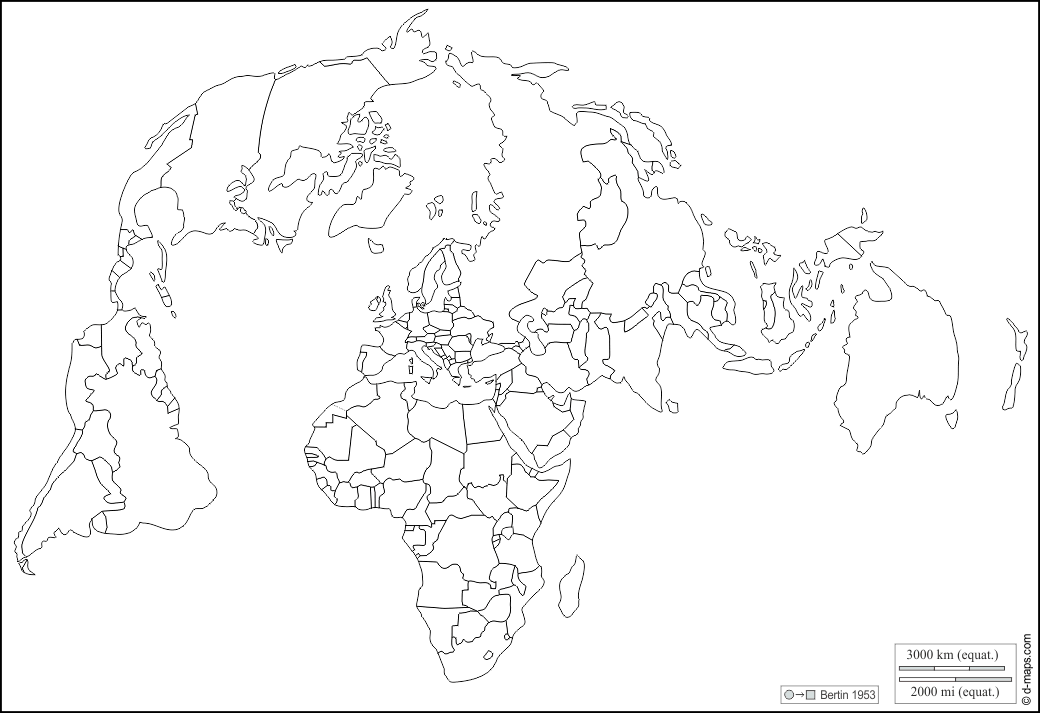 3000 km (equat.)
2000 mi (equat.)
Bertin 1953
© d-maps.com